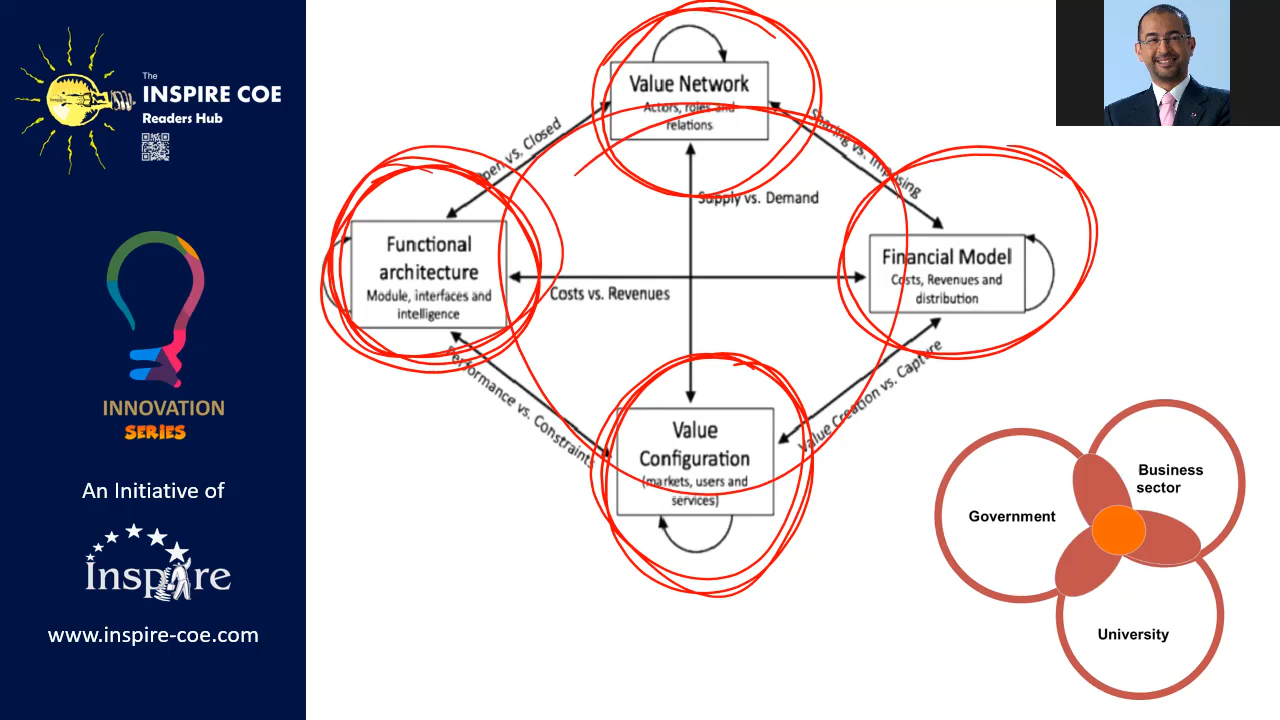 The
INSPIRE COE
Readers Hub
INNOVATION
SERIES
An Initiative of
Inspire
www.inspire-coe.com
Value Network
Actors, roles and
relations
Open vs. Closed
Sharing vs. Imposing
Supply vs. Demand
Functional
architecture
Module, interfaces and
intelligence
Financial Model
Costs, Revenues and
distribution
Costs vs. Revenues
Performance vs. Constraints
Value Creation vs. Capture
Value
Configuration
(markets, users and
services)
Business
sector
Government
University